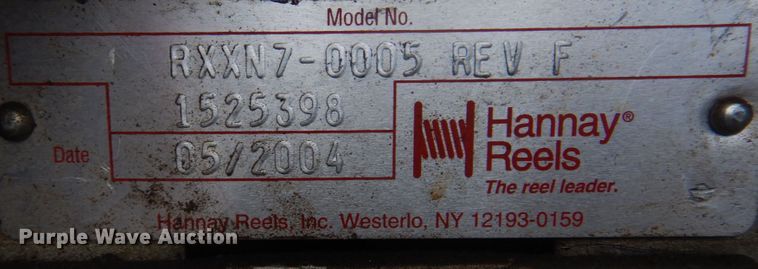 Model No.
RXXN7-0005 REV F
1525398
Date 05/2004
Hannay®
Reels
The reel leader.
Hannay Reels, Inc. Westerlo, NY 12193-0159
Purple Wave Auction